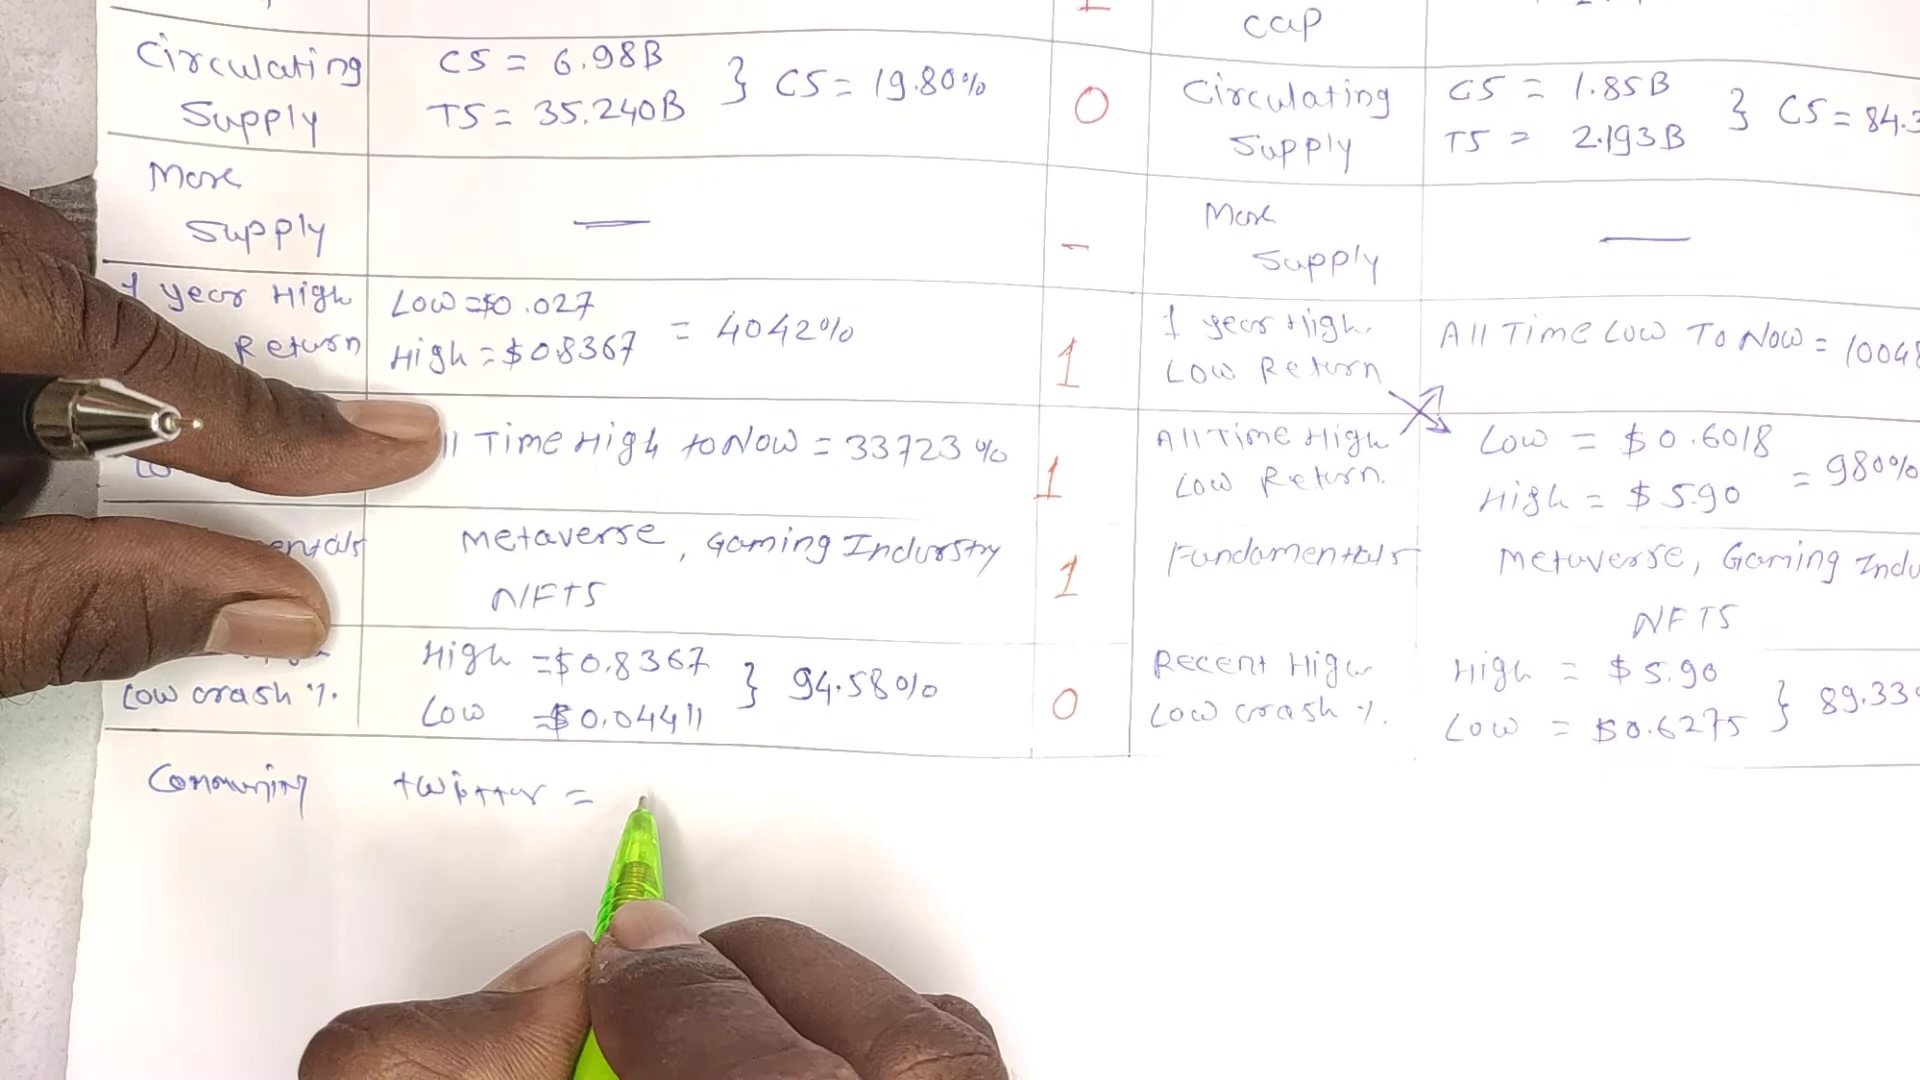 cap
Circulating
Supply
CS = 6.98B
TS = 35.240B
} CS = 19.80%
0
Circulating
Supply
CS = 1.85B
TS = 2.193B
} CS = 84.3
Max
Supply
—
-
Max
Supply
—
1 year High
Return
Low = $0.027
High = $0.8367
= 4042%
1
1 year High
Low Return
All Time Low To Now = 10048
ll Time High to Now = 33723%
1
All Time High
Low Return.
Low = $0.6018
High = $5.90
= 980%
entals
Metaverse, Gaming Industry
NFTS
1
Fundamentals
Metaverse, Gaming Indu
NFTS
Low crash %.
High = $0.8367
Low = $0.04411
} 94.58%
0
Recent High
Low crash %.
High = $5.90
Low = $0.6275
} 89.33
twitter =